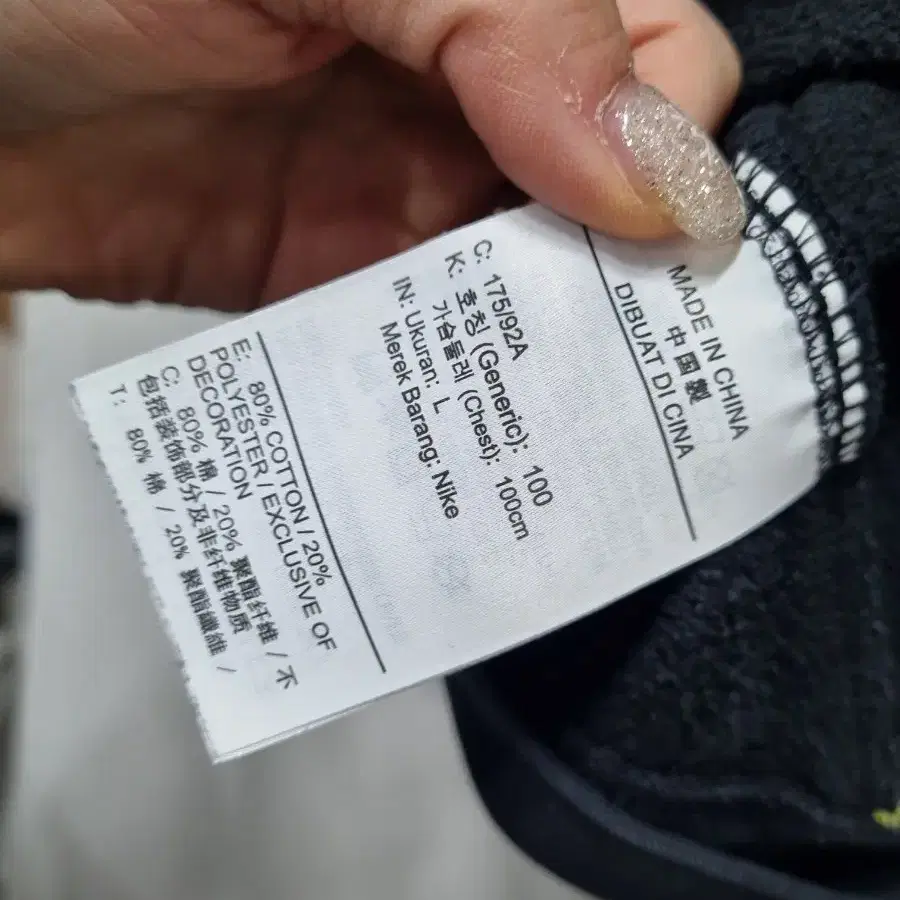 MADE IN CHINA
中国製
DIBUAT DI CINA
C: 175/92A
K: 호칭 (Generic): 100
가슴둘레 (Chest): 100cm
IN: Ukuran: L
Merek Barang: Nike
E: 80% COTTON / 20%
POLYESTER / EXCLUSIVE OF
DECORATION
C: 80% 棉 / 20% 聚酯纤维 / 不
包括装饰部分及非纤维物质
T: 80% 棉 / 20% 聚酯纖維 /